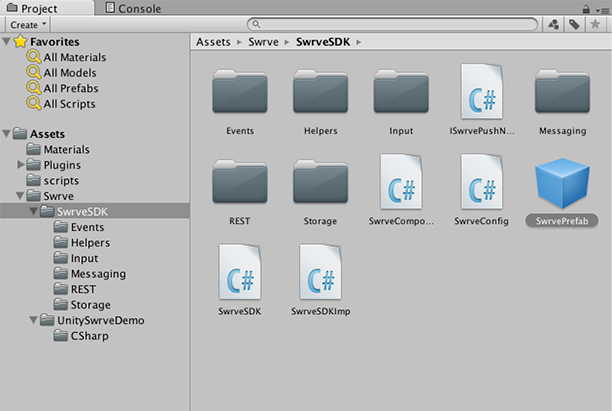 Project
Console
Create
Favorites
All Materials
All Models
All Prefabs
All Scripts
Assets
Materials
Plugins
scripts
Swrve
SwrveSDK
Events
Helpers
Input
Messaging
REST
Storage
UnitySwrveDemo
CSharp
Assets Swrve SwrveSDK
C#
Events Helpers Input ISwrvePushN... Messaging
C# C#
REST Storage SwrveCompo... SwrveConfig SwrvePrefab
C# C#
SwrveSDK SwrveSDKImp